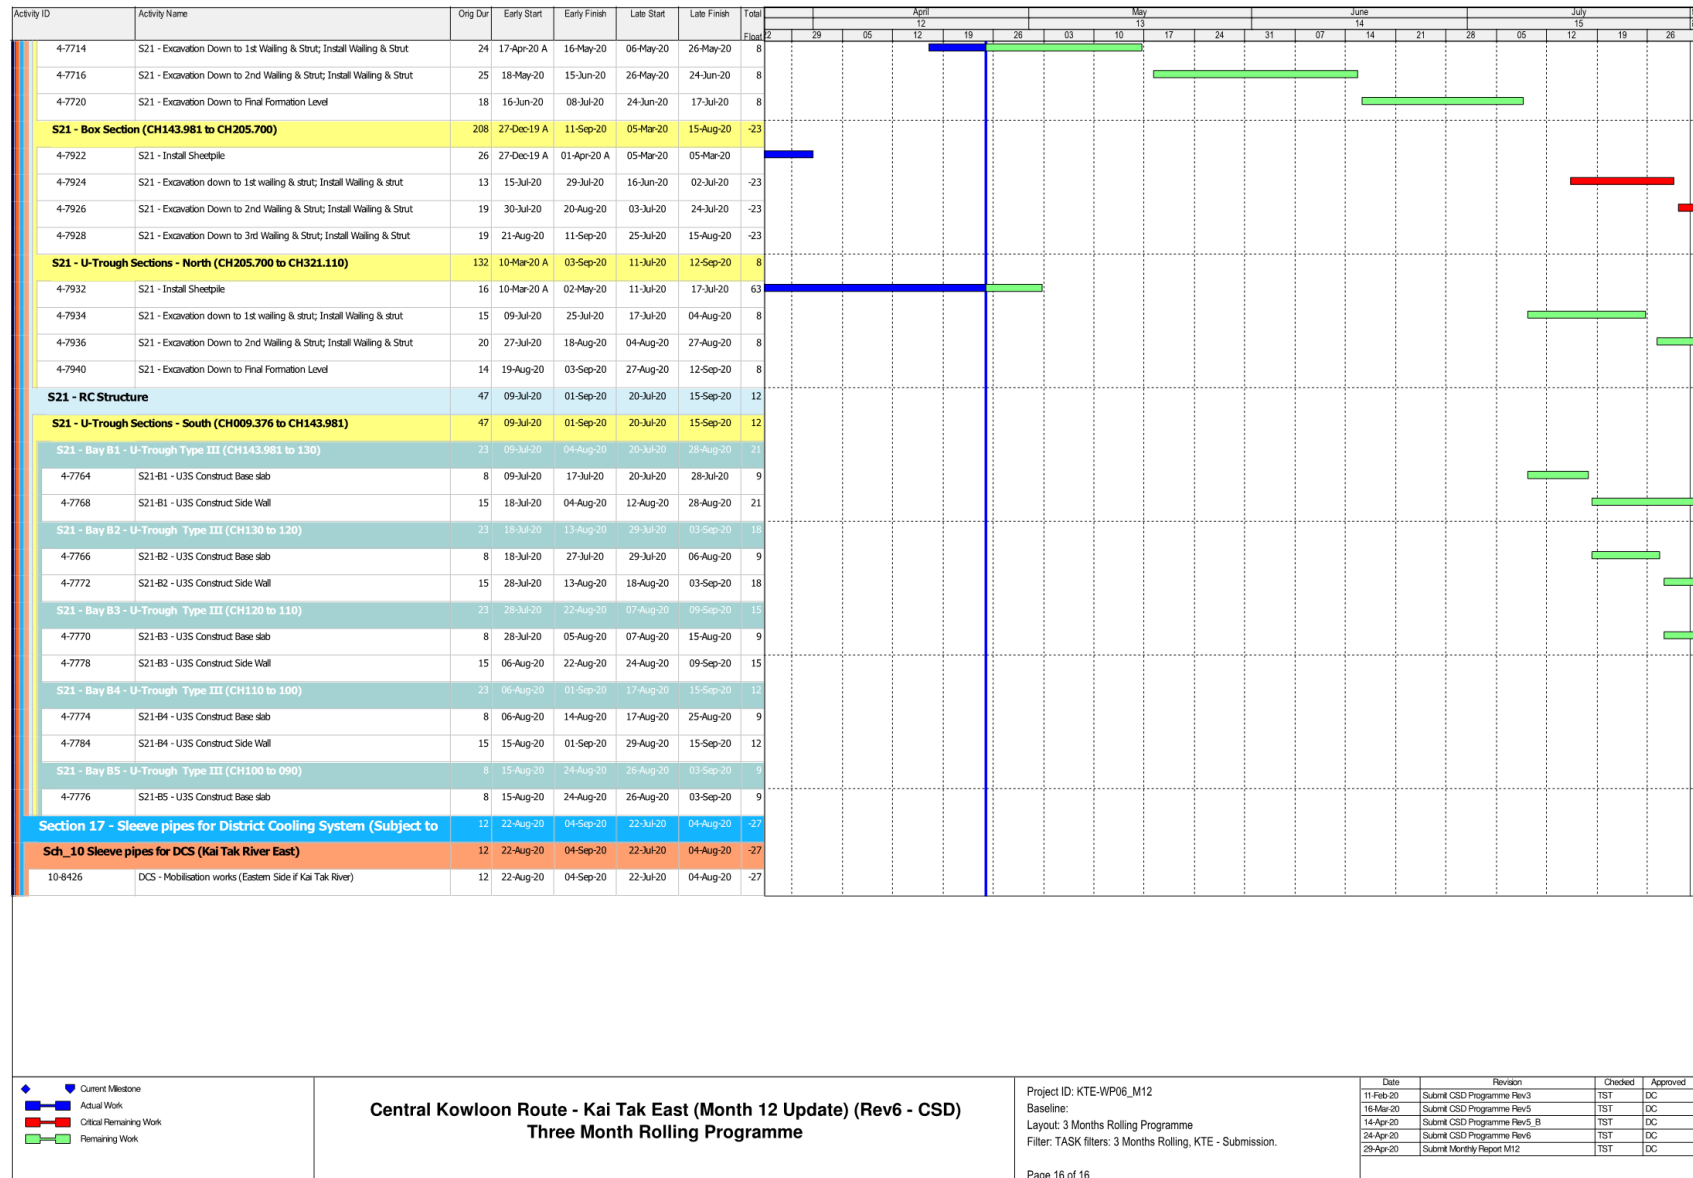 Activity ID Activity Name Orig Dur Early Start Early Finish Late Start Late Finish Total Float
April May June July
12 13 14 15
22 29 05 12 19 26 03 10 17 24 31 07 14 21 28 05 12 19 26
4-7714 S21 - Excavation Down to 1st Wailing & Strut; Install Wailing & Strut 24 17-Apr-20 A 16-May-20 06-May-20 26-May-20 8
4-7716 S21 - Excavation Down to 2nd Wailing & Strut; Install Wailing & Strut 25 18-May-20 15-Jun-20 26-May-20 24-Jun-20 8
4-7720 S21 - Excavation Down to Final Formation Level 18 16-Jun-20 08-Jul-20 24-Jun-20 17-Jul-20 8
S21 - Box Section (CH143.981 to CH205.700) 208 27-Dec-19 A 11-Sep-20 05-Mar-20 15-Aug-20 -23
4-7922 S21 - Install Sheetpile 26 27-Dec-19 A 01-Apr-20 A 05-Mar-20 05-Mar-20
4-7924 S21 - Excavation down to 1st wailing & strut; Install Wailing & strut 13 15-Jul-20 29-Jul-20 16-Jun-20 02-Jul-20 -23
4-7926 S21 - Excavation Down to 2nd Wailing & Strut; Install Wailing & Strut 19 30-Jul-20 20-Aug-20 03-Jul-20 24-Jul-20 -23
4-7928 S21 - Excavation Down to 3rd Wailing & Strut; Install Wailing & Strut 19 21-Aug-20 11-Sep-20 25-Jul-20 15-Aug-20 -23
S21 - U-Trough Sections - North (CH205.700 to CH321.110) 132 10-Mar-20 A 03-Sep-20 11-Jul-20 12-Sep-20 8
4-7932 S21 - Install Sheetpile 16 10-Mar-20 A 02-May-20 11-Jul-20 17-Jul-20 63
4-7934 S21 - Excavation down to 1st wailing & strut; Install Wailing & strut 15 09-Jul-20 25-Jul-20 17-Jul-20 04-Aug-20 8
4-7936 S21 - Excavation Down to 2nd Wailing & Strut; Install Wailing & Strut 20 27-Jul-20 18-Aug-20 04-Aug-20 27-Aug-20 8
4-7940 S21 - Excavation Down to Final Formation Level 14 19-Aug-20 03-Sep-20 27-Aug-20 12-Sep-20 8
S21 - RC Structure 47 09-Jul-20 01-Sep-20 20-Jul-20 15-Sep-20 12
S21 - U-Trough Sections - South (CH009.376 to CH143.981) 47 09-Jul-20 01-Sep-20 20-Jul-20 15-Sep-20 12
S21 - Bay B1 - U-Trough Type III (CH143.981 to 130) 23 09-Jul-20 04-Aug-20 20-Jul-20 28-Aug-20 21
4-7764 S21-B1 - U3S Construct Base slab 8 09-Jul-20 17-Jul-20 20-Jul-20 28-Jul-20 9
4-7768 S21-B1 - U3S Construct Side Wall 15 18-Jul-20 04-Aug-20 12-Aug-20 28-Aug-20 21
S21 - Bay B2 - U-Trough Type III (CH130 to 120) 23 18-Jul-20 13-Aug-20 29-Jul-20 03-Sep-20 18
4-7766 S21-B2 - U3S Construct Base slab 8 18-Jul-20 27-Jul-20 29-Jul-20 06-Aug-20 9
4-7772 S21-B2 - U3S Construct Side Wall 15 28-Jul-20 13-Aug-20 18-Aug-20 03-Sep-20 18
S21 - Bay B3 - U-Trough Type III (CH120 to 110) 23 28-Jul-20 22-Aug-20 07-Aug-20 09-Sep-20 15
4-7770 S21-B3 - U3S Construct Base slab 8 28-Jul-20 05-Aug-20 07-Aug-20 15-Aug-20 9
4-7778 S21-B3 - U3S Construct Side Wall 15 06-Aug-20 22-Aug-20 24-Aug-20 09-Sep-20 15
S21 - Bay B4 - U-Trough Type III (CH110 to 100) 23 06-Aug-20 01-Sep-20 17-Aug-20 15-Sep-20 12
4-7774 S21-B4 - U3S Construct Base slab 8 06-Aug-20 14-Aug-20 17-Aug-20 25-Aug-20 9
4-7784 S21-B4 - U3S Construct Side Wall 15 15-Aug-20 01-Sep-20 29-Aug-20 15-Sep-20 12
S21 - Bay B5 - U-Trough Type III (CH100 to 090) 8 15-Aug-20 24-Aug-20 26-Aug-20 03-Sep-20 9
4-7776 S21-B5 - U3S Construct Base slab 8 15-Aug-20 24-Aug-20 26-Aug-20 03-Sep-20 9
Section 17 - Sleeve pipes for District Cooling System (Subject to 12 22-Aug-20 04-Sep-20 22-Jul-20 04-Aug-20 -27
Sch_10 Sleeve pipes for DCS (Kai Tak River East) 12 22-Aug-20 04-Sep-20 22-Jul-20 04-Aug-20 -27
10-8426 DCS - Mobilisation works (Eastern Side if Kai Tak River) 12 22-Aug-20 04-Sep-20 22-Jul-20 04-Aug-20 -27
Current Milestone
Actual Work
Critical Remaining Work
Remaining Work
Central Kowloon Route - Kai Tak East (Month 12 Update) (Rev6 - CSD)
Three Month Rolling Programme
Project ID: KTE-WP06_M12
Baseline:
Layout: 3 Months Rolling Programme
Filter: TASK filters: 3 Months Rolling, KTE - Submission.
Page 16 of 16
Date Revision Checked Approved
11-Feb-20 Submit CSD Programme Rev3 TST DC
16-Mar-20 Submit CSD Programme Rev5 TST DC
14-Apr-20 Submit CSD Programme Rev5_B TST DC
24-Apr-20 Submit CSD Programme Rev6 TST DC
29-Apr-20 Submit Monthly Report M12 TST DC